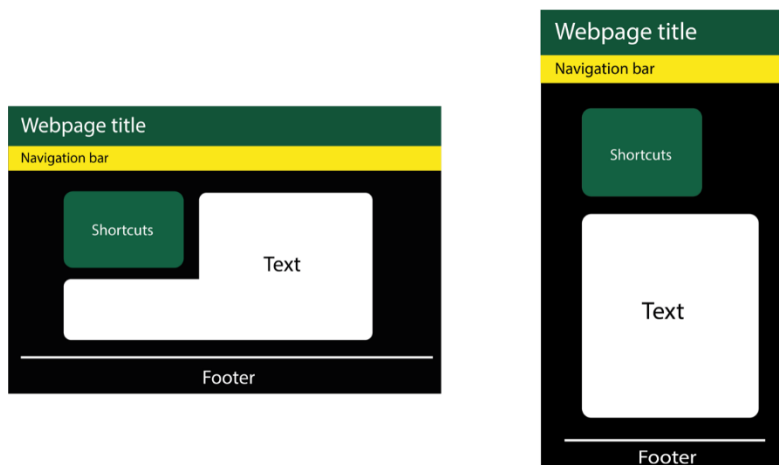 Webpage title
Navigation bar
Shortcuts
Text
Footer
Webpage title
Navigation bar
Shortcuts
Text
Footer